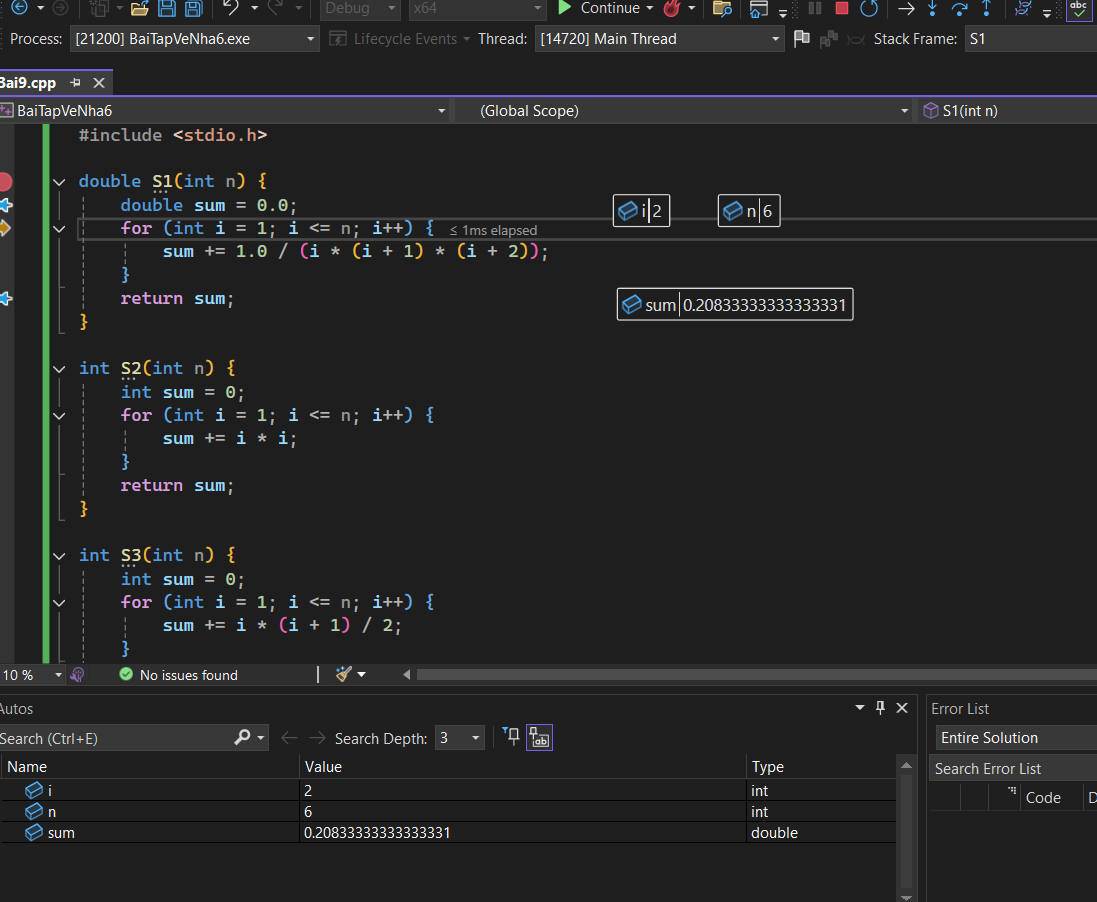 Debug x64 Continue abc
Process: [21200] BaiTapVeNha6.exe Lifecycle Events Thread: [14720] Main Thread Stack Frame: S1
Bai9.cpp
BaiTapVeNha6 (Global Scope) S1(int n)
#include <stdio.h>
double S1(int n) {
double sum = 0.0;
for (int i = 1; i <= n; i++) { ≤ 1ms elapsed
sum += 1.0 / (i * (i + 1) * (i + 2));
}
return sum;
}
i 2
n 6
sum 0.20833333333333331
int S2(int n) {
int sum = 0;
for (int i = 1; i <= n; i++) {
sum += i * i;
}
return sum;
}
int S3(int n) {
int sum = 0;
for (int i = 1; i <= n; i++) {
sum += i * (i + 1) / 2;
}
10 % No issues found
Autos
Search (Ctrl+E) Search Depth: 3 ab
Name Value Type
i 2 int
n 6 int
sum 0.20833333333333331 double
Error List
Entire Solution
Search Error List
Code D